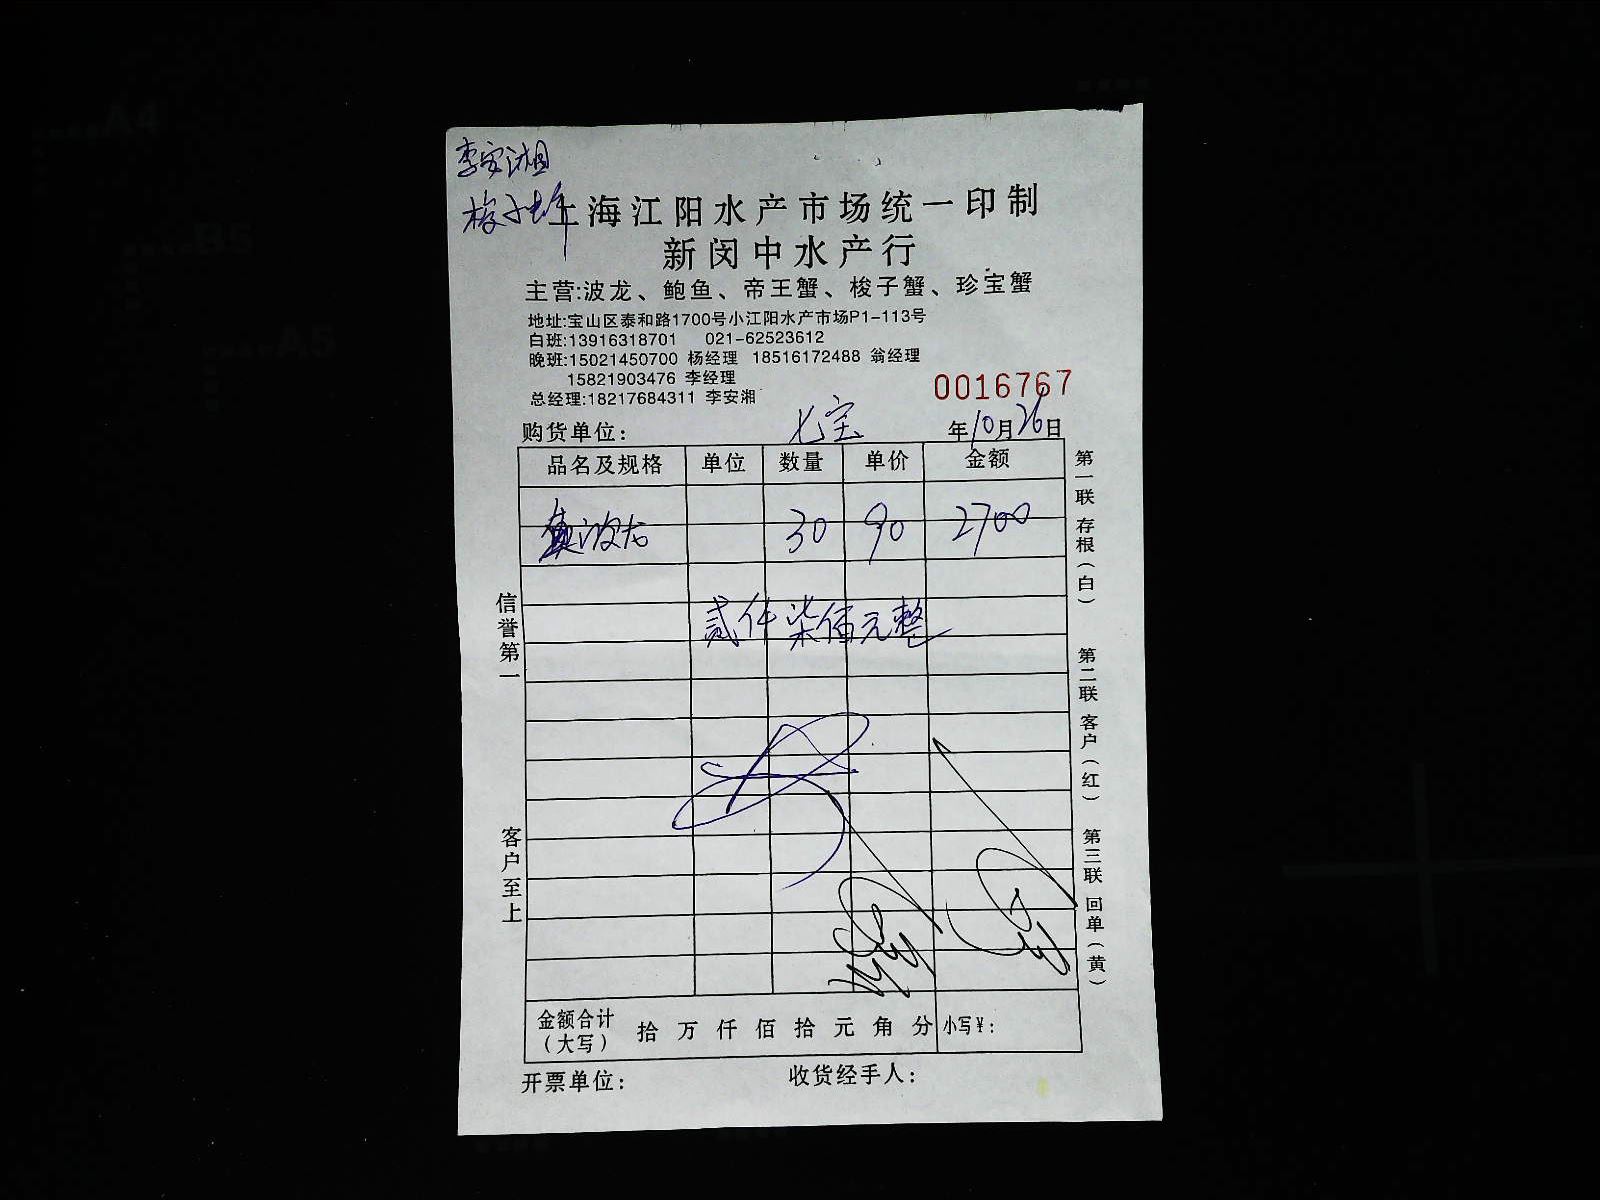 李安湘
梭子蟹
上海江阳水产市场统一印制
新闵中水产行
主营:波龙、鲍鱼、帝王蟹、梭子蟹、珍宝蟹
地址:宝山区泰和路1700号小江阳水产市场P1-113号
白班:13916318701 021-62523612
晚班:15021450700 杨经理 18516172488 翁经理
15821903476 李经理
总经理:18217684311 李安湘
0016767
购货单位: 七宝 年10月26日
品名及规格 单位 数量 单价 金额
波龙 30 90 2700
贰仟柒佰元整
金额合计(大写) 拾 万 仟 佰 拾 元 角 分 小写¥:
开票单位: 收货经手人:
信誉第一
客户至上
第一联 存根(白)
第二联 客户(红)
第三联 回单(黄)